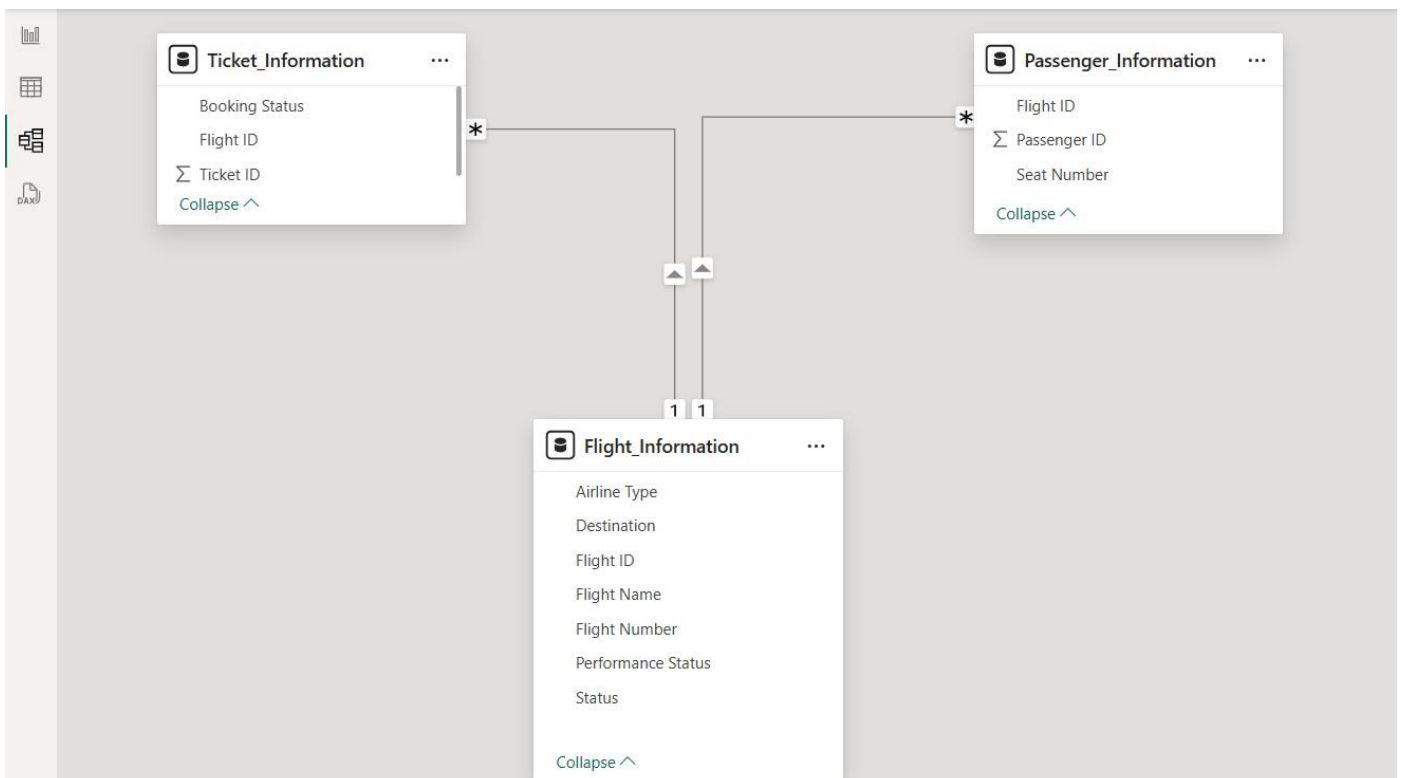 Ticket_Information
Booking Status
Flight ID
Σ Ticket ID
Collapse
Passenger_Information
Flight ID
Σ Passenger ID
Seat Number
Collapse
*
*
1 1
Flight_Information
Airline Type
Destination
Flight ID
Flight Name
Flight Number
Performance Status
Status
Collapse
DAX